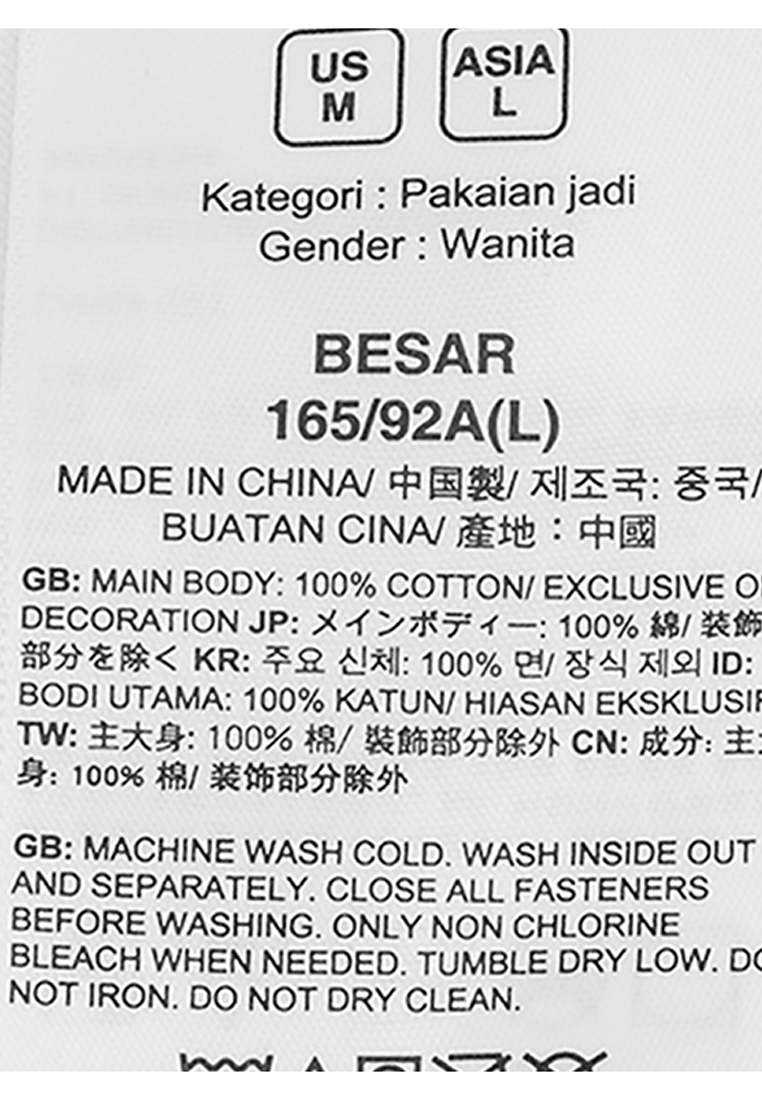 US
M
ASIA
L
Kategori : Pakaian jadi
Gender : Wanita
BESAR
165/92A(L)
MADE IN CHINA/ 中国製/ 제조국: 중국/
BUATAN CINA/ 產地：中國
GB: MAIN BODY: 100% COTTON/ EXCLUSIVE
DECORATION JP: メインボディー: 100% 綿/ 装飾
部分を除く KR: 주요 신체: 100% 면/ 장식 제외 ID:
BODI UTAMA: 100% KATUN/ HIASAN EKSKLUSIF
TW: 主大身: 100% 棉/ 裝飾部分除外 CN: 成分: 主
身: 100% 棉/ 装饰部分除外
GB: MACHINE WASH COLD. WASH INSIDE OUT
AND SEPARATELY. CLOSE ALL FASTENERS
BEFORE WASHING. ONLY NON CHLORINE
BLEACH WHEN NEEDED. TUMBLE DRY LOW. DO
NOT IRON. DO NOT DRY CLEAN.